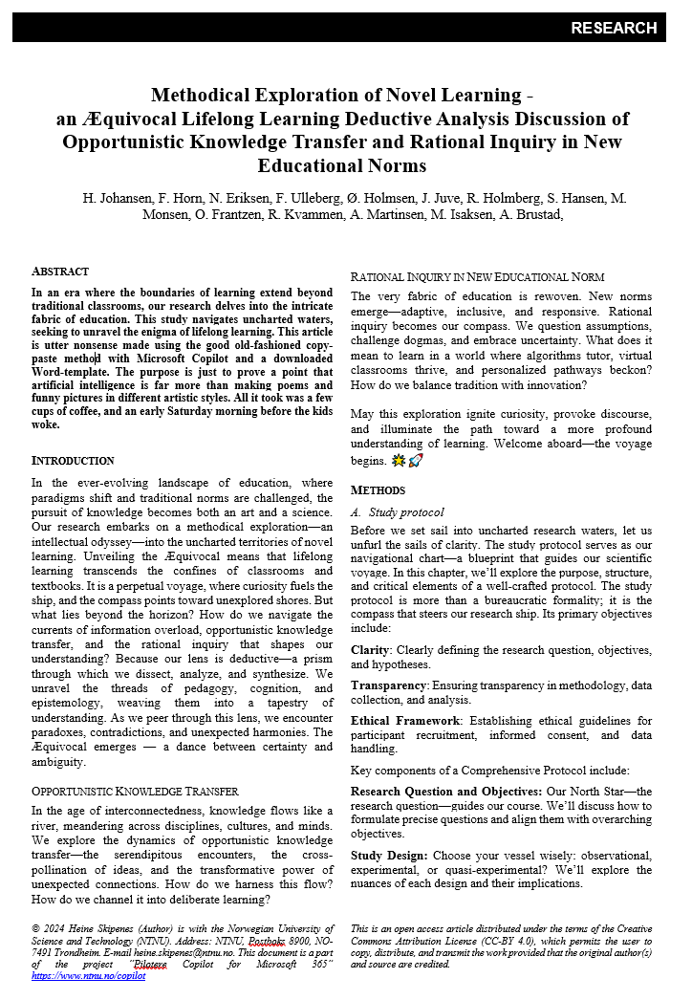 RESEARCH
Methodical Exploration of Novel Learning -
an Æquivocal Lifelong Learning Deductive Analysis Discussion of
Opportunistic Knowledge Transfer and Rational Inquiry in New
Educational Norms
H. Johansen, F. Horn, N. Eriksen, F. Ulleberg, Ø. Holmsen, J. Juve, R. Holmberg, S. Hansen, M.
Monsen, O. Frantzen, R. Kvammen, A. Martinsen, M. Isaksen, A. Brustad,
ABSTRACT
In an era where the boundaries of learning extend beyond
traditional classrooms, our research delves into the intricate
fabric of education. This study navigates uncharted waters,
seeking to unravel the enigma of lifelong learning. This article
is utter nonsense made using the good old-fashioned copy-
paste method with Microsoft Copilot and a downloaded
Word-template. The purpose is just to prove a point that
artificial intelligence is far more than making poems and
funny pictures in different artistic styles. All it took was a few
cups of coffee, and an early Saturday morning before the kids
woke.
INTRODUCTION
In the ever-evolving landscape of education, where
paradigms shift and traditional norms are challenged, the
pursuit of knowledge becomes both an art and a science.
Our research embarks on a methodical exploration—an
intellectual odyssey—into the uncharted territories of novel
learning. Unveiling the Æquivocal means that lifelong
learning transcends the confines of classrooms and
textbooks. It is a perpetual voyage, where curiosity fuels the
ship, and the compass points toward unexplored shores. But
what lies beyond the horizon? How do we navigate the
currents of information overload, opportunistic knowledge
transfer, and the rational inquiry that shapes our
understanding? Because our lens is deductive—a prism
through which we dissect, analyze, and synthesize. We
unravel the threads of pedagogy, cognition, and
epistemology, weaving them into a tapestry of
understanding. As we peer through this lens, we encounter
paradoxes, contradictions, and unexpected harmonies. The
Æquivocal emerges — a dance between certainty and
ambiguity.
OPPORTUNISTIC KNOWLEDGE TRANSFER
In the age of interconnectedness, knowledge flows like a
river, meandering across disciplines, cultures, and minds.
We explore the dynamics of opportunistic knowledge
transfer—the serendipitous encounters, the cross-
pollination of ideas, and the transformative power of
unexpected connections. How do we harness this flow?
How do we channel it into deliberate learning?
© 2024 Heine Skipenes (Author) is with the Norwegian University of
Science and Technology (NTNU). Address: NTNU, Postboks 8900, NO-
7491 Trondheim. E-mail heine.skipenes@ntnu.no. This document is a part
of the project "Pilotere Copilot for Microsoft 365"
https://www.ntnu.no/copilot
RATIONAL INQUIRY IN NEW EDUCATIONAL NORM
The very fabric of education is rewoven. New norms
emerge—adaptive, inclusive, and responsive. Rational
inquiry becomes our compass. We question assumptions,
challenge dogmas, and embrace uncertainty. What does it
mean to learn in a world where algorithms tutor, virtual
classrooms thrive, and personalized pathways beckon?
How do we balance tradition with innovation?
May this exploration ignite curiosity, provoke discourse,
and illuminate the path toward a more profound
understanding of learning. Welcome aboard—the voyage
begins. 🌟🚀
METHODS
A. Study protocol
Before we set sail into uncharted research waters, let us
unfurl the sails of clarity. The study protocol serves as our
navigational chart—a blueprint that guides our scientific
voyage. In this chapter, we'll explore the purpose, structure,
and critical elements of a well-crafted protocol. The study
protocol is more than a bureaucratic formality; it is the
compass that steers our research ship. Its primary objectives
include:
Clarity: Clearly defining the research question, objectives,
and hypotheses.
Transparency: Ensuring transparency in methodology, data
collection, and analysis.
Ethical Framework: Establishing ethical guidelines for
participant recruitment, informed consent, and data
handling.
Key components of a Comprehensive Protocol include:
Research Question and Objectives: Our North Star—the
research question—guides our course. We'll discuss how to
formulate precise questions and align them with overarching
objectives.
Study Design: Choose your vessel wisely: observational,
experimental, or quasi-experimental? We'll explore the
nuances of each design and their implications.
This is an open access article distributed under the terms of the Creative
Commons Attribution License (CC-BY 4.0), which permits the user to
copy, distribute, and transmit the work provided that the original author(s)
and source are credited.